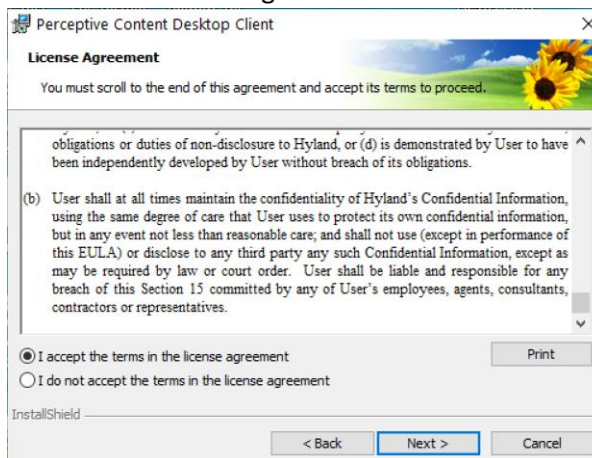 Perceptive Content Desktop Client
License Agreement
You must scroll to the end of this agreement and accept its terms to proceed.
obligations or duties of non-disclosure to Hyland, or (d) is demonstrated by User to have
been independently developed by User without breach of its obligations.
(b) User shall at all times maintain the confidentiality of Hyland's Confidential Information,
using the same degree of care that User uses to protect its own confidential information,
but in any event not less than reasonable care; and shall not use (except in performance of
this EULA) or disclose to any third party any such Confidential Information, except as
may be required by law or court order. User shall be liable and responsible for any
breach of this Section 15 committed by any of User's employees, agents, consultants,
contractors or representatives.
I accept the terms in the license agreement
Print
I do not accept the terms in the license agreement
InstallShield
< Back
Next >
Cancel